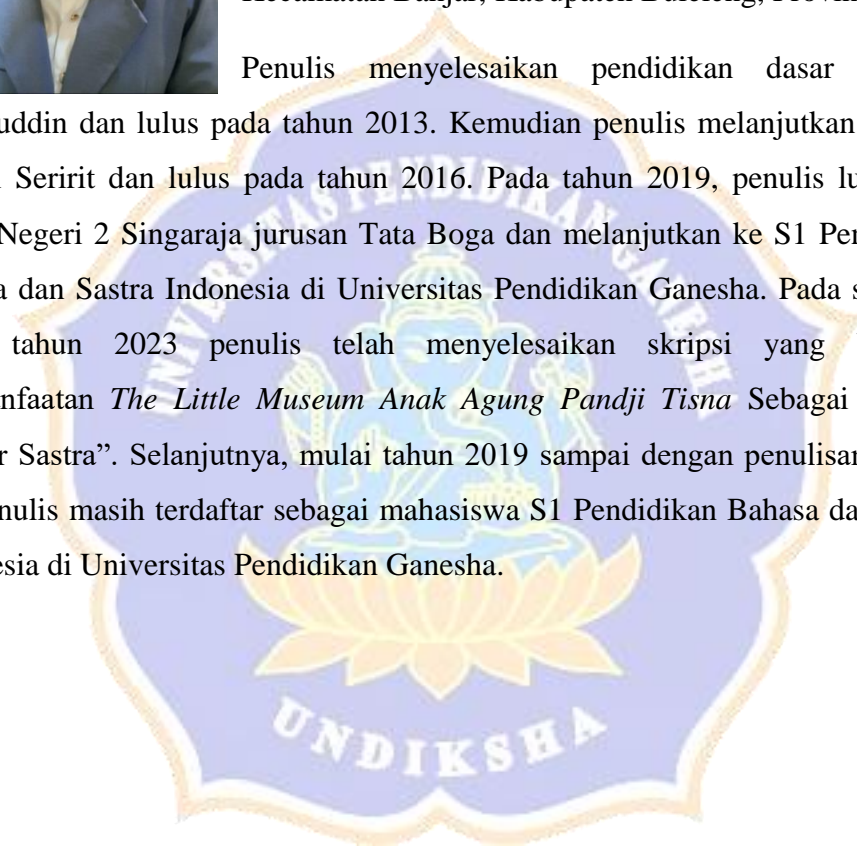 Kecamatan Banjar, Kabupaten Buleleng, Provin
Penulis menyelesaikan pendidikan dasar
uddin dan lulus pada tahun 2013. Kemudian penulis melanjutkan
Seririt dan lulus pada tahun 2016. Pada tahun 2019, penulis lu
Negeri 2 Singaraja jurusan Tata Boga dan melanjutkan ke S1 Per
a dan Sastra Indonesia di Universitas Pendidikan Ganesha. Pada s
tahun 2023 penulis telah menyelesaikan skripsi yang
nfaatan The Little Museum Anak Agung Pandji Tisna Sebagai
r Sastra”. Selanjutnya, mulai tahun 2019 sampai dengan penulisan
nulis masih terdaftar sebagai mahasiswa S1 Pendidikan Bahasa da
esia di Universitas Pendidikan Ganesha.
UNIVERSITAS PENDIDIKAN GANESHA
UNDIKSHA